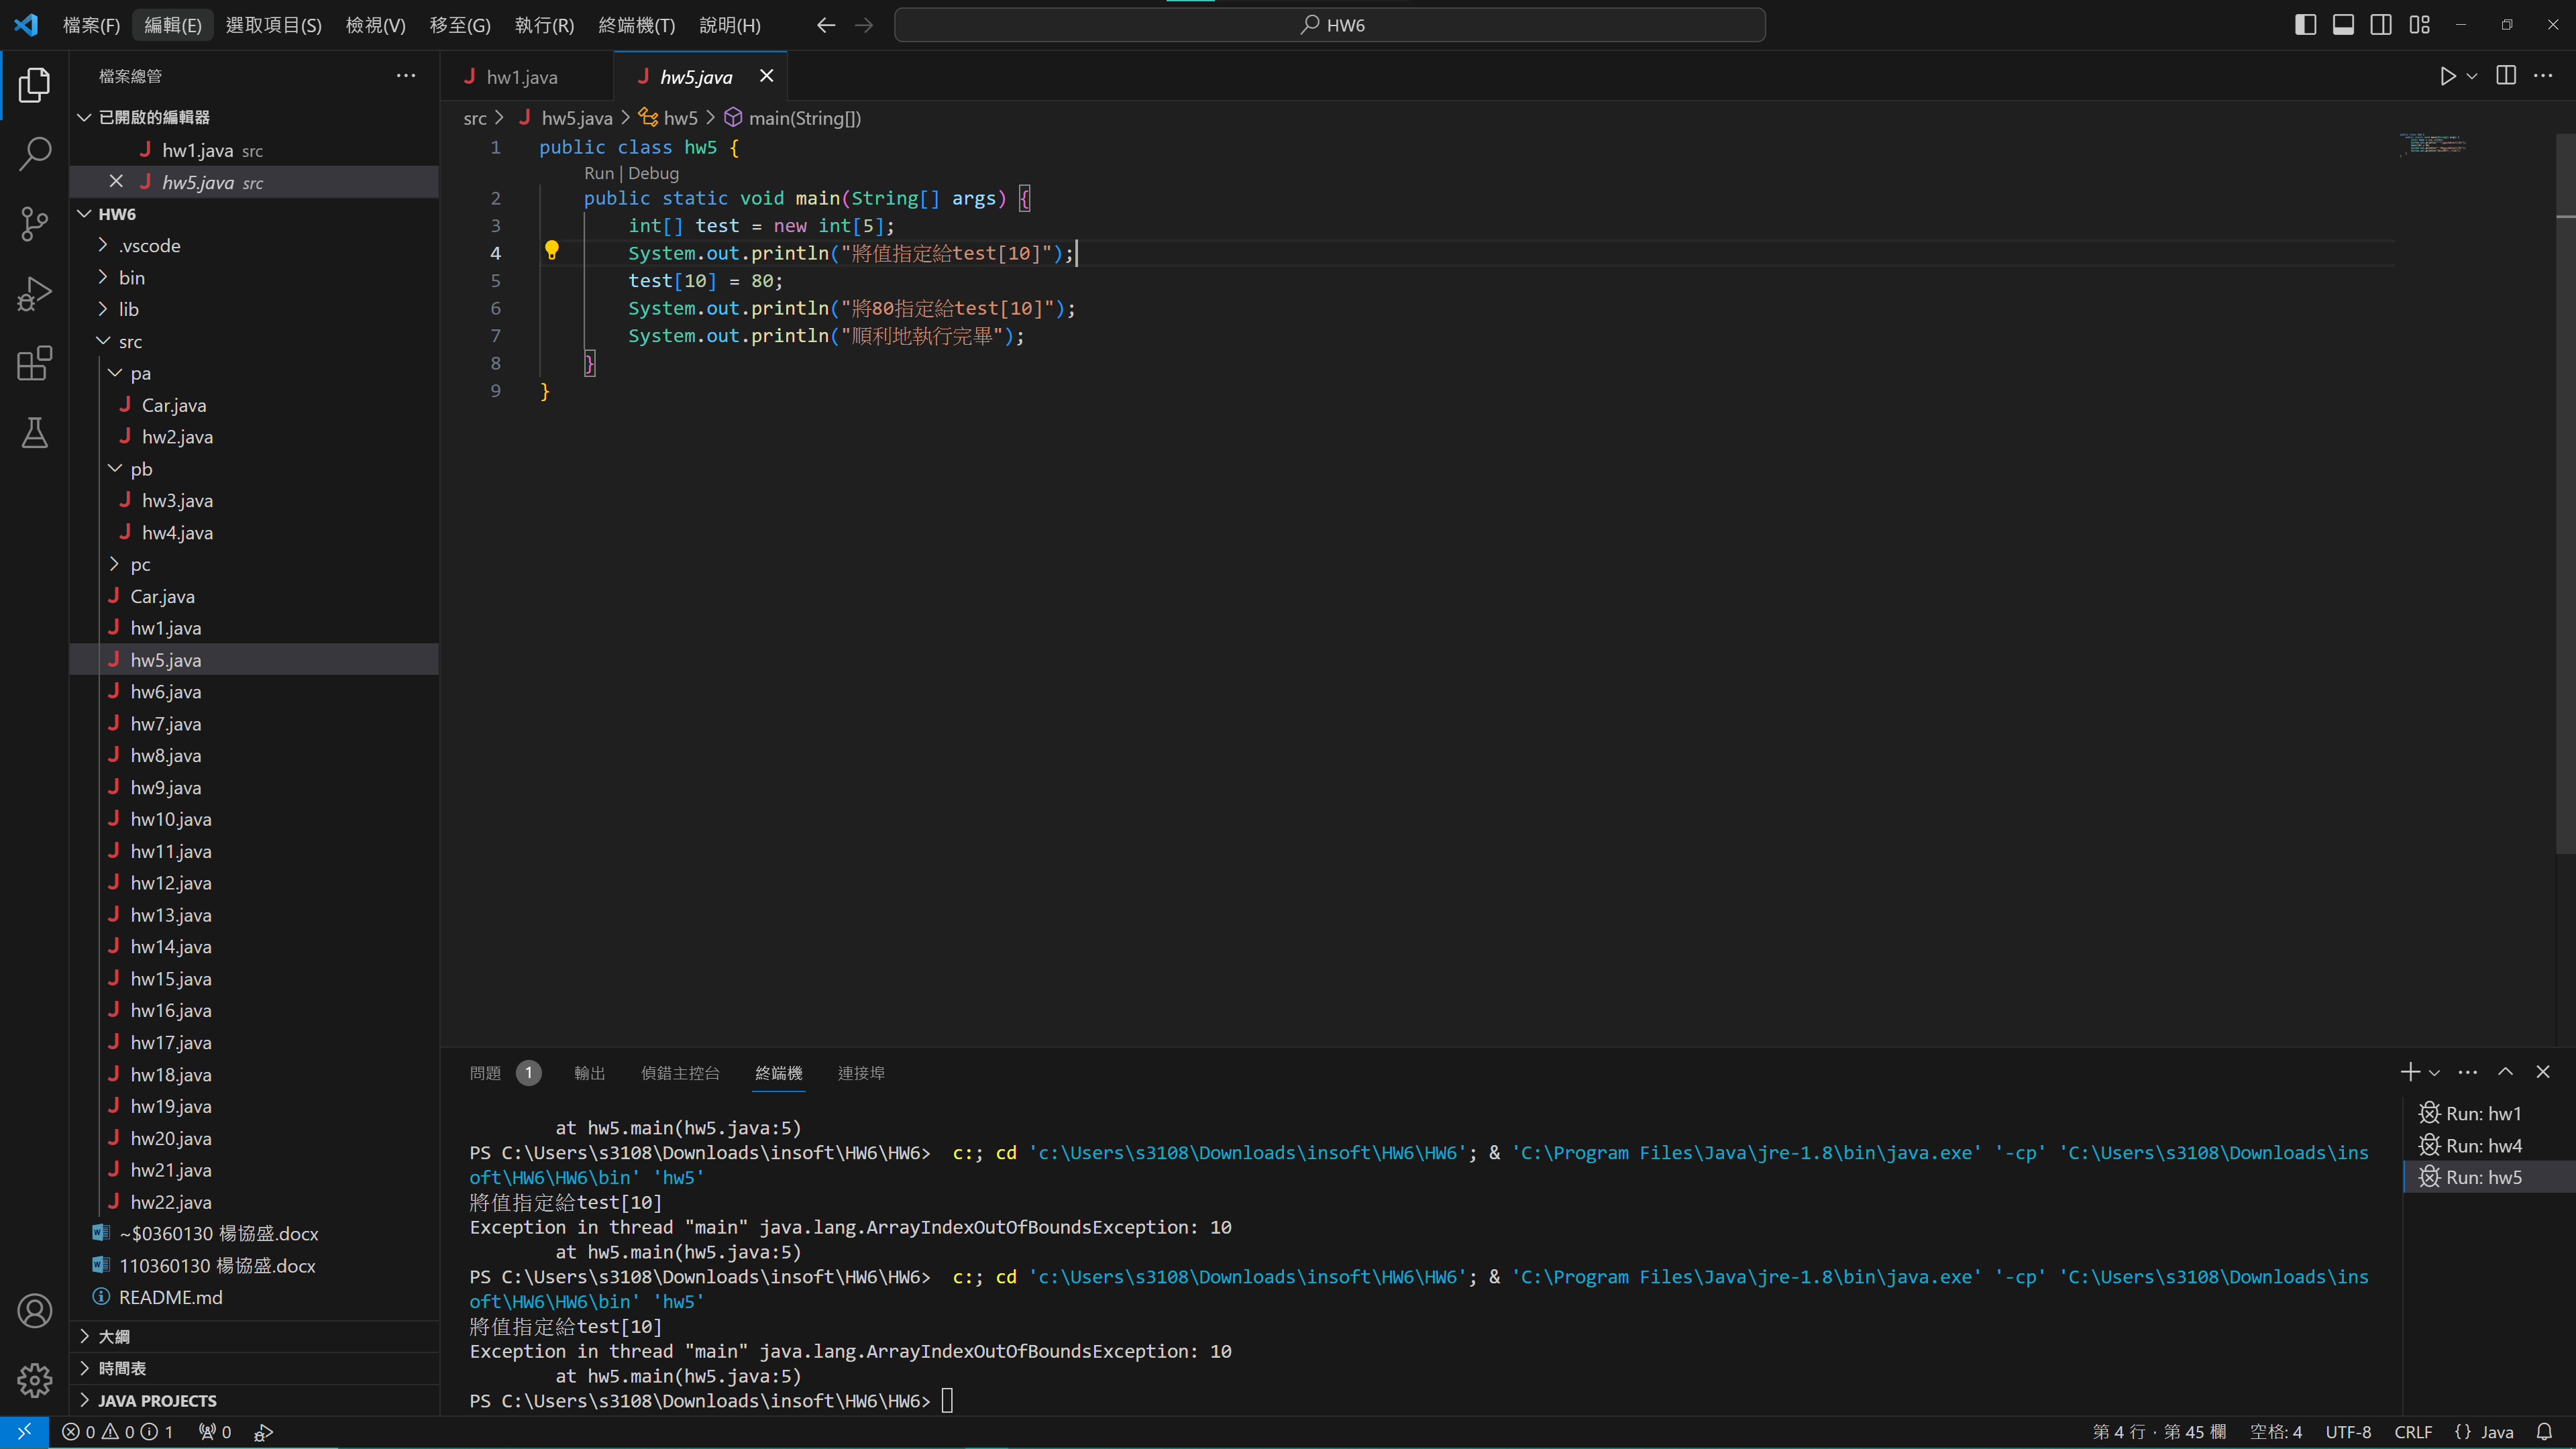 檔案(F) 編輯(E) 選取項目(S) 檢視(V) 移至(G) 執行(R) 終端機(T) 說明(H) HW6
檔案總管
已開啟的編輯器
hw1.java src
hw5.java src
HW6
.vscode
bin
lib
src
pa
Car.java
hw2.java
pb
hw3.java
hw4.java
pc
Car.java
hw1.java
hw5.java
hw6.java
hw7.java
hw8.java
hw9.java
hw10.java
hw11.java
hw12.java
hw13.java
hw14.java
hw15.java
hw16.java
hw17.java
hw18.java
hw19.java
hw20.java
hw21.java
hw22.java
~$0360130 楊協盛.docx
110360130 楊協盛.docx
README.md
大綱
時間表
JAVA PROJECTS
hw1.java hw5.java
src > hw5.java > hw5 > main(String[])
1 public class hw5 {
Run | Debug
2 public static void main(String[] args) {
3 int[] test = new int[5];
4 System.out.println("將值指定給test[10]");
5 test[10] = 80;
6 System.out.println("將80指定給test[10]");
7 System.out.println("順利地執行完畢");
8 }
9 }
問題 1 輸出 偵錯主控台 終端機 連接埠
at hw5.main(hw5.java:5)
PS C:\Users\s3108\Downloads\insoft\HW6\HW6> c:; cd 'c:\Users\s3108\Downloads\insoft\HW6\HW6'; & 'C:\Program Files\Java\jre-1.8\bin\java.exe' '-cp' 'C:\Users\s3108\Downloads\ins
oft\HW6\HW6\bin' 'hw5'
將值指定給test[10]
Exception in thread "main" java.lang.ArrayIndexOutOfBoundsException: 10
at hw5.main(hw5.java:5)
PS C:\Users\s3108\Downloads\insoft\HW6\HW6> c:; cd 'c:\Users\s3108\Downloads\insoft\HW6\HW6'; & 'C:\Program Files\Java\jre-1.8\bin\java.exe' '-cp' 'C:\Users\s3108\Downloads\ins
oft\HW6\HW6\bin' 'hw5'
將值指定給test[10]
Exception in thread "main" java.lang.ArrayIndexOutOfBoundsException: 10
at hw5.main(hw5.java:5)
PS C:\Users\s3108\Downloads\insoft\HW6\HW6>
Run: hw1
Run: hw4
Run: hw5
0 0 1 0 第 4 行，第 45 欄 空格: 4 UTF-8 CRLF {} Java